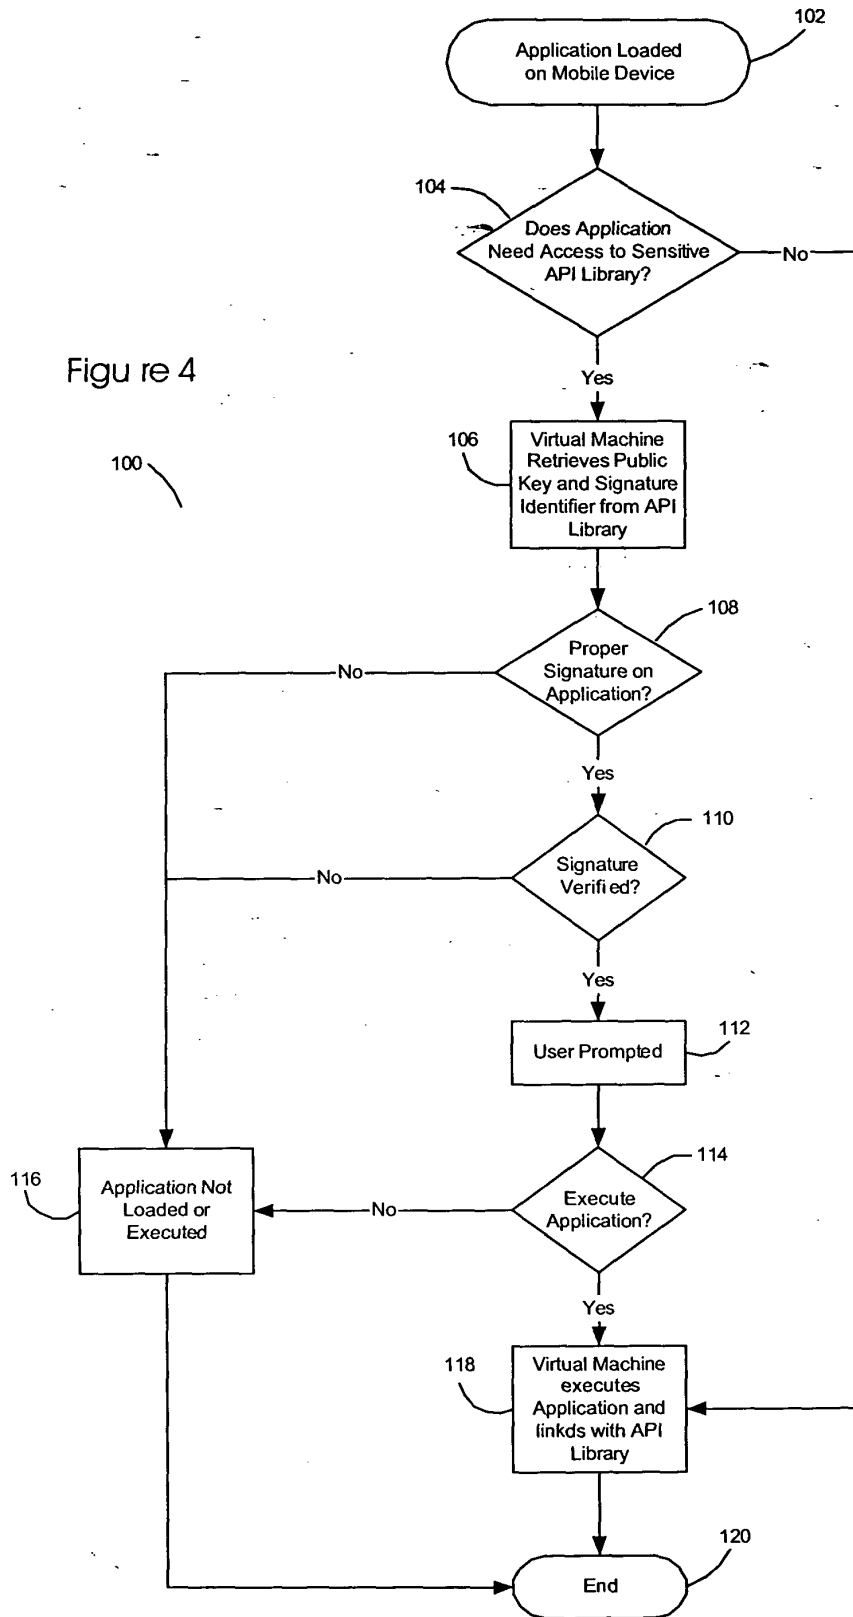 102
Application Loaded
on Mobile Device
104
Does Application
Need Access to Sensitive
API Library?
No
Figu re 4
Yes
100
106
Virtual Machine
Retrieves Public
Key and Signature
Identifier from API
Library
108
Proper
Signature on
Application?
No
Yes
110
Signature
Verified?
No
Yes
112
User Prompted
114
116
Application Not
Loaded or
Executed
Execute
Application?
No
Yes
118
Virtual Machine
executes
Application and
linkds with API
Library
120
End